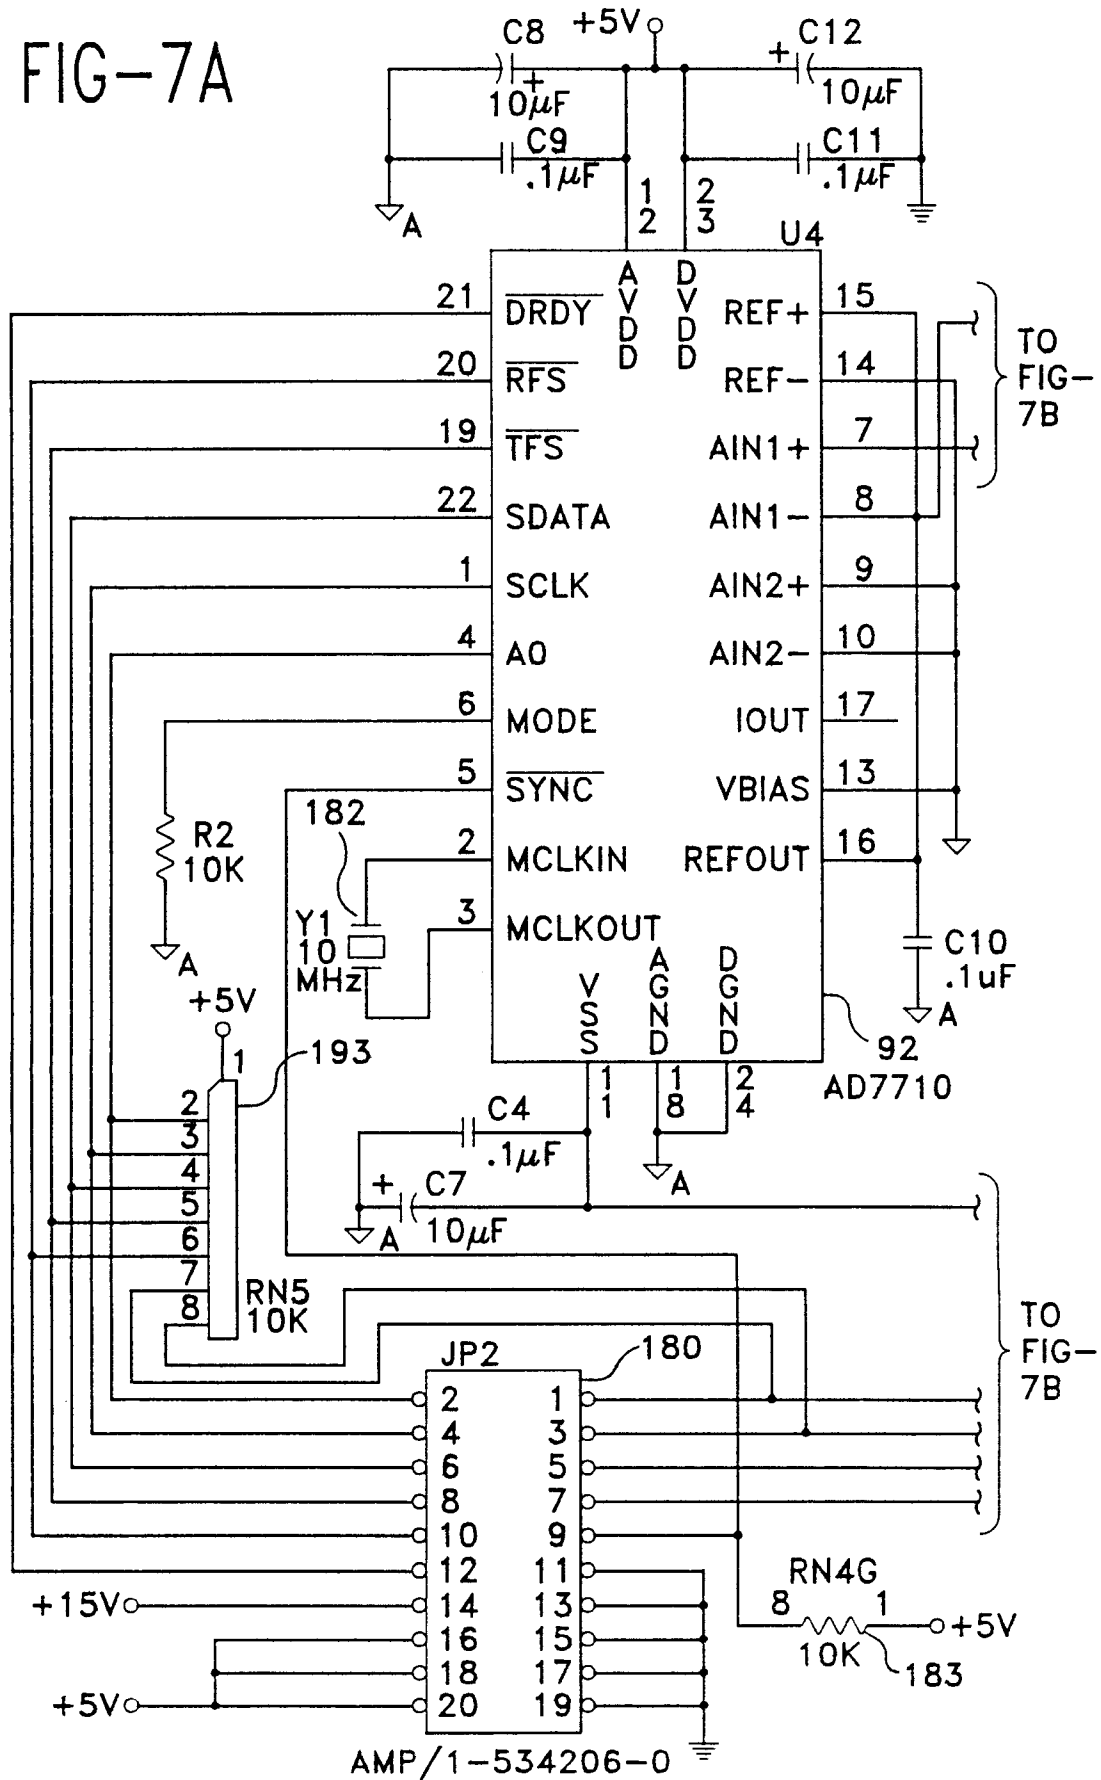 FIG-7A
C8
+5V
C12
+
+
10µF
10µF
C9
C11
.1µF
.1µF
A
1
2
2
3
U4
AVDD
DVDD
21
DRDY
REF+
15
20
RFS
REF-
14
19
TFS
AIN1+
7
22
SDATA
AIN1-
8
1
SCLK
AIN2+
9
4
A0
AIN2-
10
6
MODE
IOUT
17
5
SYNC
VBIAS
13
2
MCLKIN
REFOUT
16
3
MCLKOUT
VSS
AGND
DGND
1
1
1
8
2
4
TO
FIG-
7B
182
R2
10K
A
Y1
10
MHz
C10
.1uF
A
92
AD7710
+5V
1
193
2
3
4
5
6
7
8
RN5
10K
C4
.1µF
+
C7
10µF
A
A
TO
FIG-
7B
JP2
180
2
1
4
3
6
5
8
7
10
9
12
11
+15V
14
13
16
15
18
17
+5V
20
19
RN4G
8
1
10K
+5V
183
AMP/1-534206-0